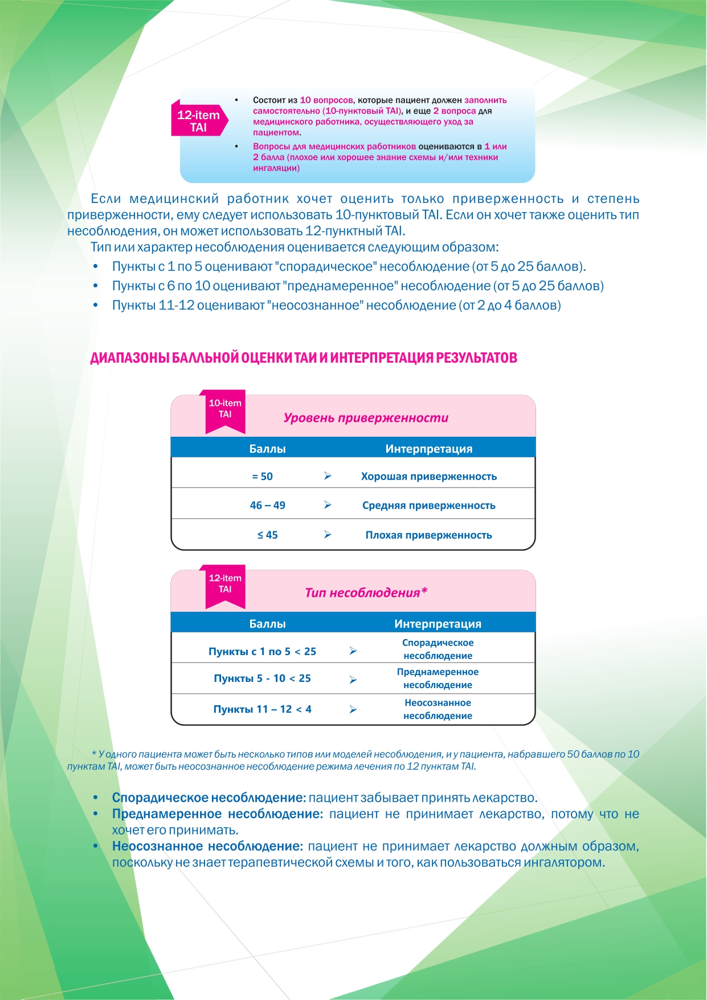 12-item
TAI
• Состоит из 10 вопросов, которые пациент должен заполнить
самостоятельно (10-пунктовый TAI), и еще 2 вопроса для
медицинского работника, осуществляющего уход за
пациентом.
• Вопросы для медицинских работников оцениваются в 1 или
2 балла (плохое или хорошее знание схемы и/или техники
ингаляции)
Если медицинский работник хочет оценить только приверженность и степень
приверженности, ему следует использовать 10-пунктовый TAI. Если он хочет также оценить тип
несоблюдения, он может использовать 12-пунктный TAI.
Тип или характер несоблюдения оценивается следующим образом:
• Пункты с 1 по 5 оценивают "спорадическое" несоблюдение (от 5 до 25 баллов).
• Пункты с 6 по 10 оценивают "преднамеренное" несоблюдение (от 5 до 25 баллов)
• Пункты 11-12 оценивают "неосознанное" несоблюдение (от 2 до 4 баллов)
ДИАПАЗОНЫ БАЛЛЬНОЙ ОЦЕНКИ ТАИ И ИНТЕРПРЕТАЦИЯ РЕЗУЛЬТАТОВ
10-item
TAI
Уровень приверженности
Баллы Интерпретация
= 50 ➢ Хорошая приверженность
46 – 49 ➢ Средняя приверженность
≤ 45 ➢ Плохая приверженность
12-item
TAI
Тип несоблюдения*
Баллы Интерпретация
Пункты с 1 по 5 < 25 ➢ Спорадическое
несоблюдение
Пункты 5 - 10 < 25 ➢ Преднамеренное
несоблюдение
Пункты 11 – 12 < 4 ➢ Неосознанное
несоблюдение
* У одного пациента может быть несколько типов или моделей несоблюдения, и у пациента, набравшего 50 баллов по 10
пунктам TAI, может быть неосознанное несоблюдение режима лечения по 12 пунктам TAI.
• Спорадическое несоблюдение: пациент забывает принять лекарство.
• Преднамеренное несоблюдение: пациент не принимает лекарство, потому что не
хочет его принимать.
• Неосознанное несоблюдение: пациент не принимает лекарство должным образом,
поскольку не знает терапевтической схемы и того, как пользоваться ингалятором.